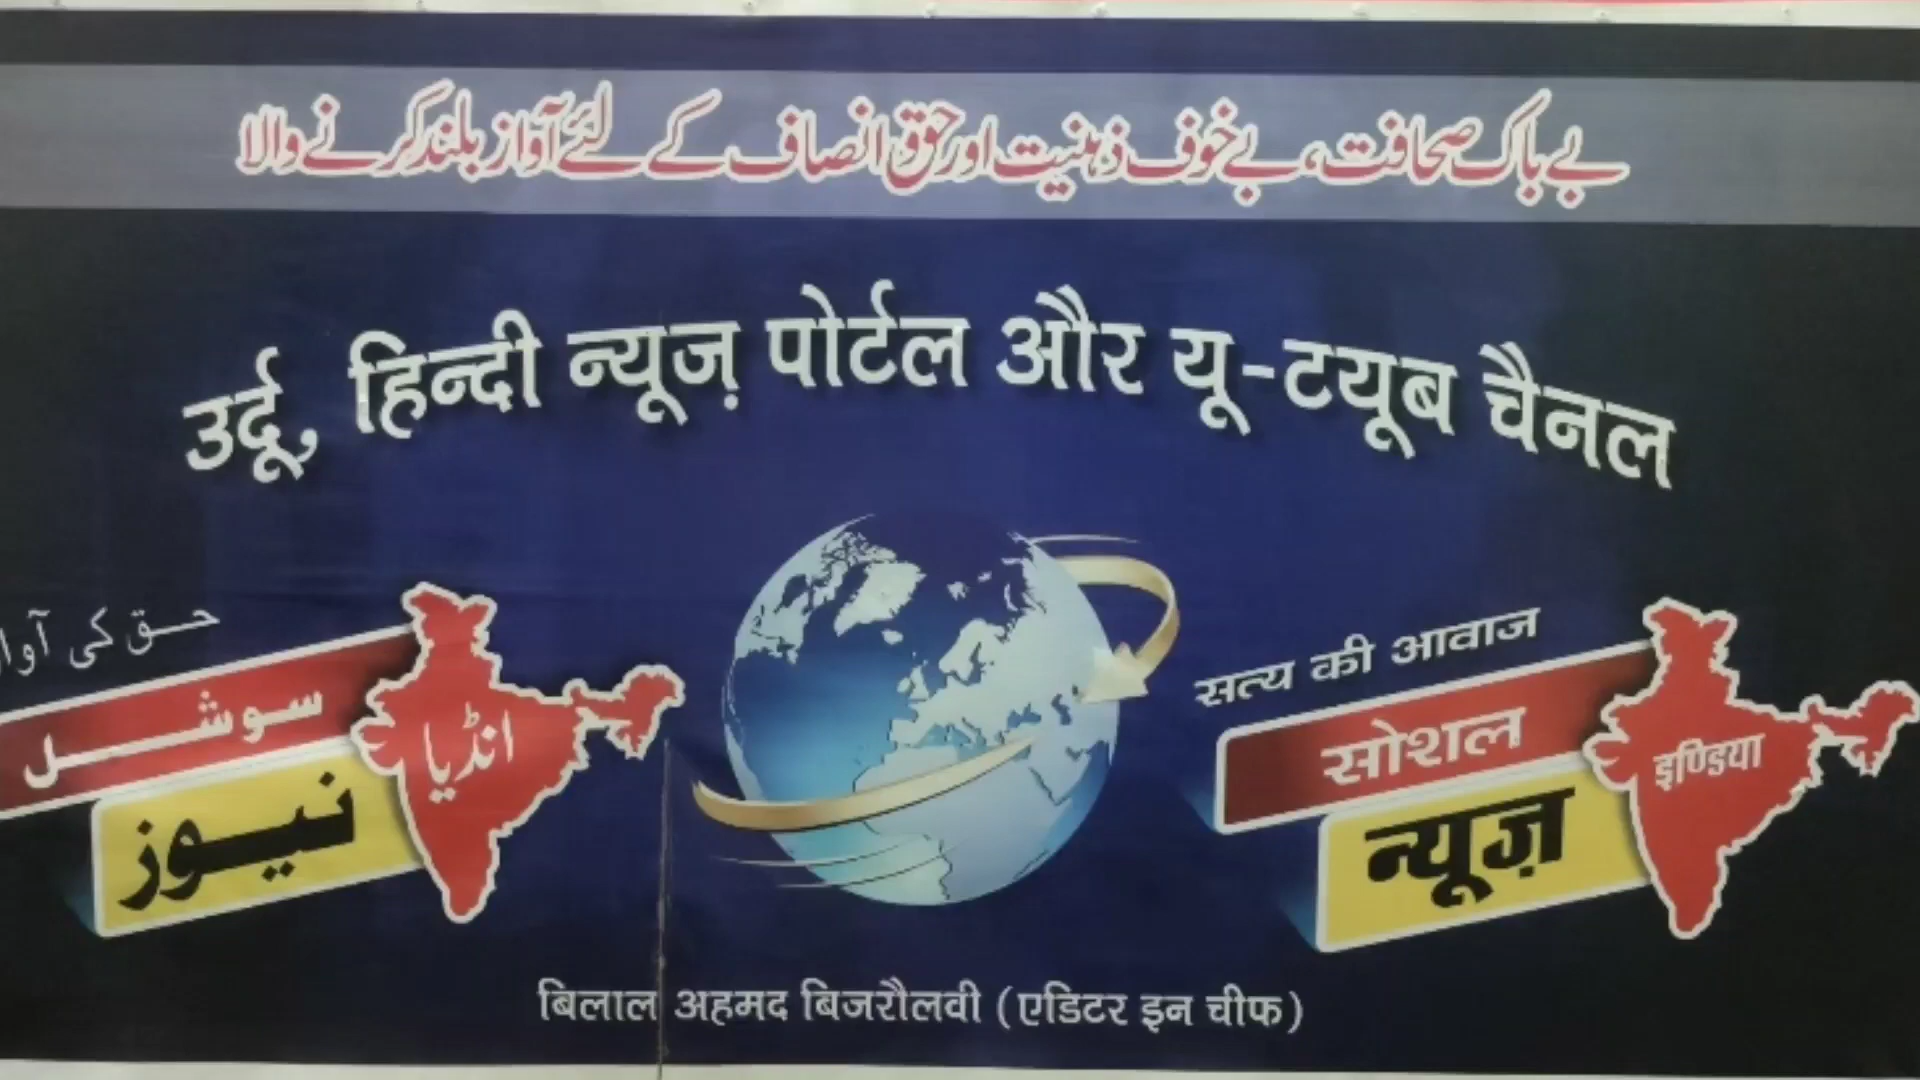 بے باک صحافت، بے خوف ذہنیت اور حق انصاف کے لئے آواز بلند کرنے والا
उर्दू, हिन्दी न्यूज़ पोर्टल और यू-टयूब चैनल
حق کی
سوشل
انڈیا
نیوز
सत्य की आवाज
सोशल
इण्डिया
न्यूज़
बिलाल अहमद बिजरौलवी (एडिटर इन चीफ)